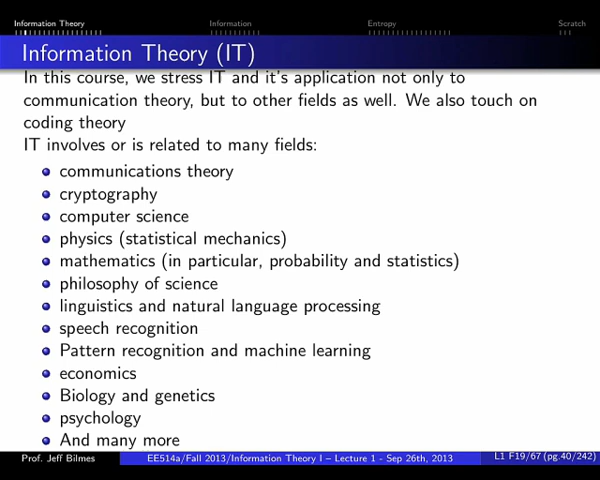 Information Theory Information Entropy Scratch
Information Theory (IT)
In this course, we stress IT and it's application not only to
communication theory, but to other fields as well. We also touch on
coding theory
IT involves or is related to many fields:
communications theory
cryptography
computer science
physics (statistical mechanics)
mathematics (in particular, probability and statistics)
philosophy of science
linguistics and natural language processing
speech recognition
Pattern recognition and machine learning
economics
Biology and genetics
psychology
And many more
Prof. Jeff Bilmes EE514a/Fall 2013/Information Theory I – Lecture 1 - Sep 26th, 2013 L1 F19/67 (pg.40/242)